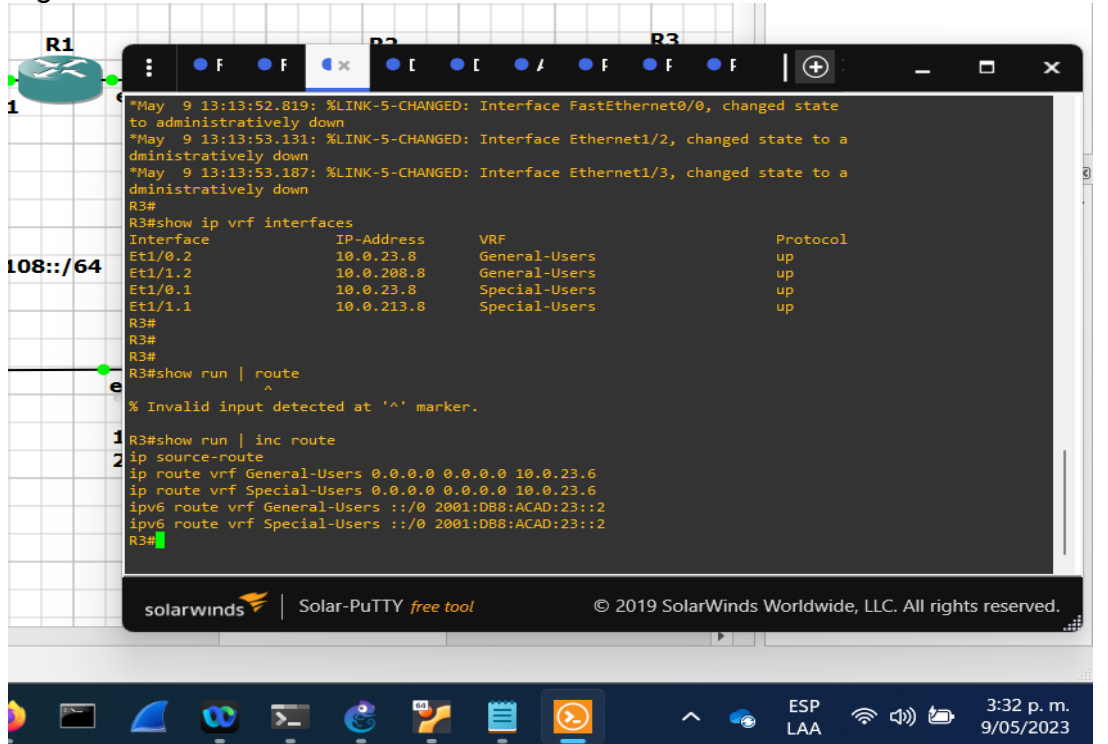 R1
R2
R3
1
F F × [ [ / F F F
*May  9 13:13:52.819: %LINK-5-CHANGED: Interface FastEthernet0/0, changed state
to administratively down
*May  9 13:13:53.131: %LINK-5-CHANGED: Interface Ethernet1/2, changed state to a
dministratively down
*May  9 13:13:53.187: %LINK-5-CHANGED: Interface Ethernet1/3, changed state to a
dministratively down
R3#
R3#show ip vrf interfaces
Interface              IP-Address      VRF                              Protocol
Et1/0.2                10.0.23.8       General-Users                    up
Et1/1.2                10.0.208.8      General-Users                    up
Et1/0.1                10.0.23.8       Special-Users                    up
Et1/1.1                10.0.213.8      Special-Users                    up
R3#
R3#
R3#
R3#show run | route
^
% Invalid input detected at '^' marker.
R3#show run | inc route
ip source-route
ip route vrf General-Users 0.0.0.0 0.0.0.0 10.0.23.6
ip route vrf Special-Users 0.0.0.0 0.0.0.0 10.0.23.6
ipv6 route vrf General-Users ::/0 2001:DB8:ACAD:23::2
ipv6 route vrf Special-Users ::/0 2001:DB8:ACAD:23::2
R3#
108::/64
e
1
2
solarwinds | Solar-PuTTY free tool © 2019 SolarWinds Worldwide, LLC. All rights reserved.
64
ESP
LAA
3:32 p. m.
9/05/2023